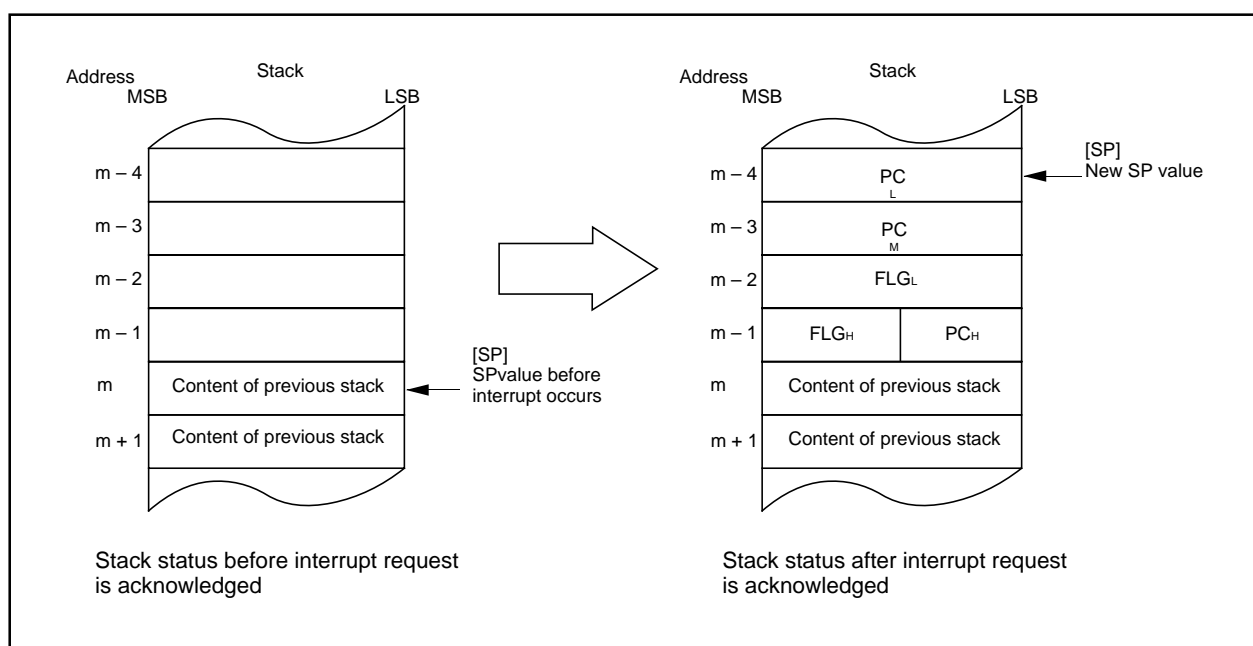 Stack
Address
MSB
LSB
m – 4
m – 3
m – 2
m – 1
m
Content of previous stack
m + 1
Content of previous stack
[SP]
SPvalue before
interrupt occurs
Stack status before interrupt request
is acknowledged
Stack
Address
MSB
LSB
m – 4
PC
L
[SP]
New SP value
m – 3
PC
M
m – 2
FLGL
m – 1
FLGH
PCH
m
Content of previous stack
m + 1
Content of previous stack
Stack status after interrupt request
is acknowledged